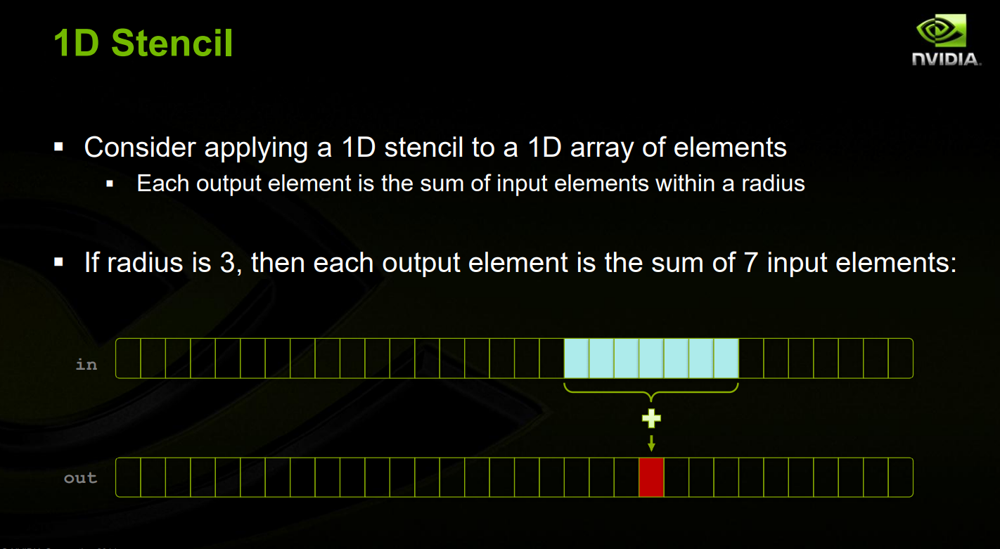 1D Stencil
NVIDIA.
▪ Consider applying a 1D stencil to a 1D array of elements
▪ Each output element is the sum of input elements within a radius
▪ If radius is 3, then each output element is the sum of 7 input elements:
in
+
out